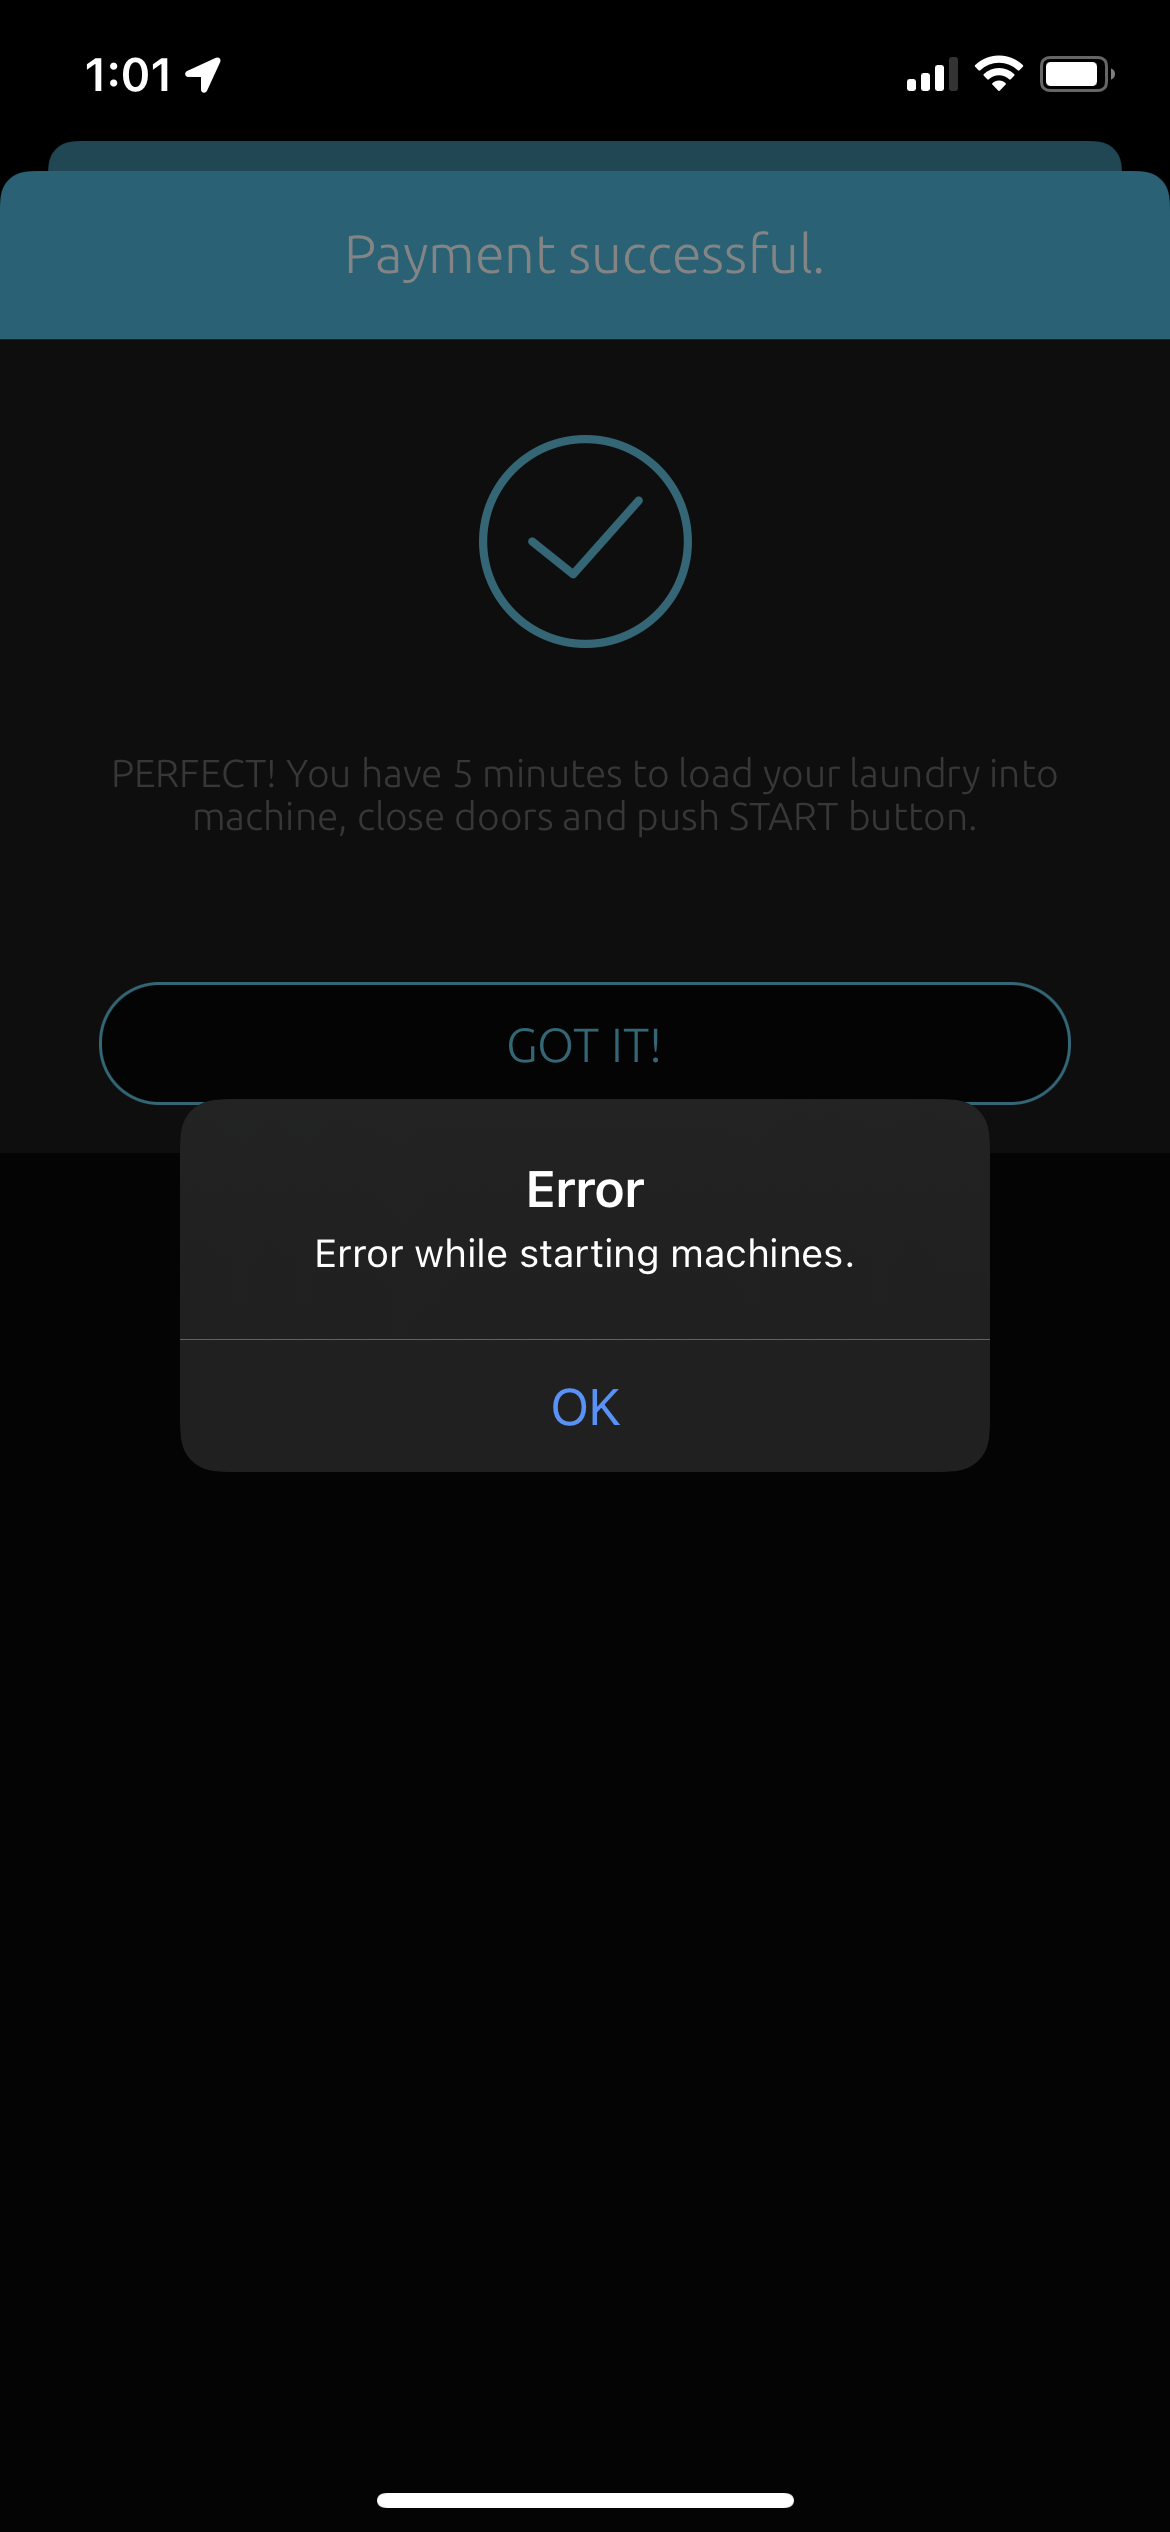 1:01
Payment successful.
PERFECT! You have 5 minutes to load your laundry into
machine, close doors and push START button.
GOT IT!
Error
Error while starting machines.
OK